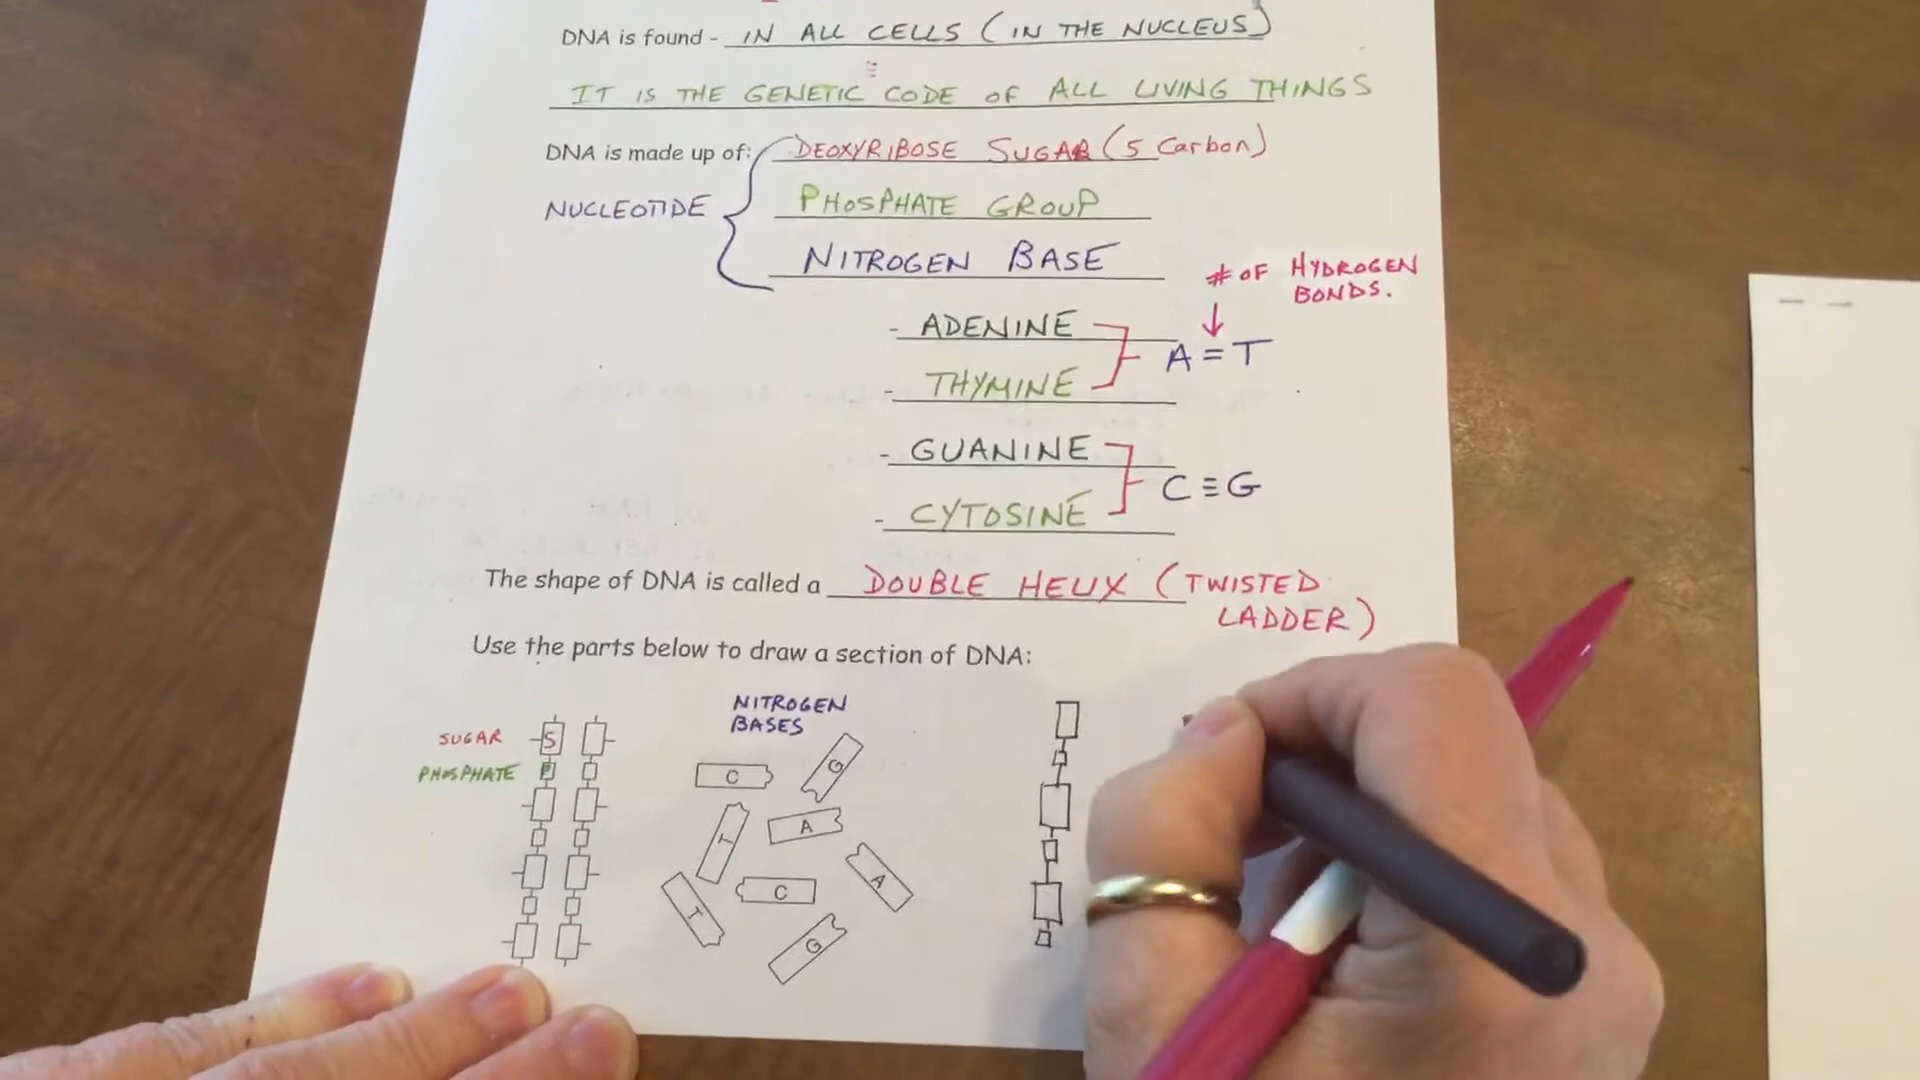 DNA is found - IN ALL CELLS (IN THE NUCLEUS)
IT IS THE GENETIC CODE OF ALL LIVING THINGS
DNA is made up of: DEOXYRIBOSE SUGAR (5 Carbon)
NUCLEOTIDE PHOSPHATE GROUP
NITROGEN BASE
# OF HYDROGEN
BONDS.
- ADENINE
A = T
- THYMINE
- GUANINE
C ≡ G
- CYTOSINE
The shape of DNA is called a DOUBLE HELIX (TWISTED
LADDER)
Use the parts below to draw a section of DNA:
NITROGEN
BASES
SUGAR S
PHOSPHATE P
C G
T A
T C A
G